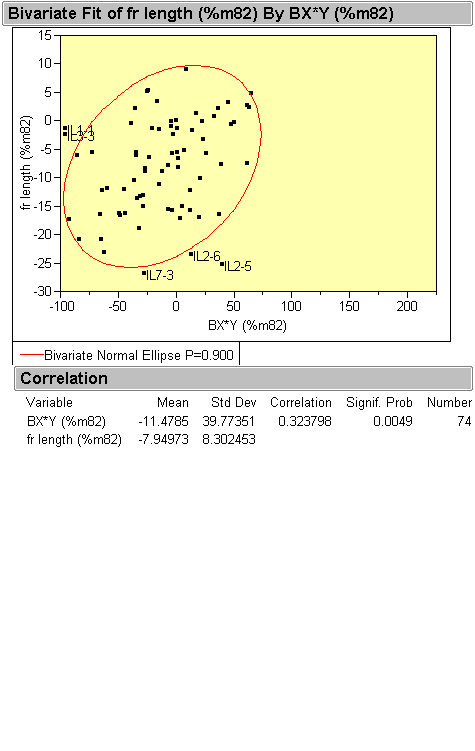 Bivariate Fit of fr length (%m82) By BX*Y (%m82)
15
10
5
0
-5
-10
-15
-20
-25
-30
fr length (%m82)
IL3-3
IL2-6
IL2-5
IL7-3
-100
-50
0
50
100
150
200
BX*Y (%m82)
Bivariate Normal Ellipse P=0.900
Correlation
Variable Mean Std Dev Correlation Signif. Prob Number
BX*Y (%m82) -11.4785 39.77351 0.323798 0.0049 74
fr length (%m82) -7.94973 8.302453